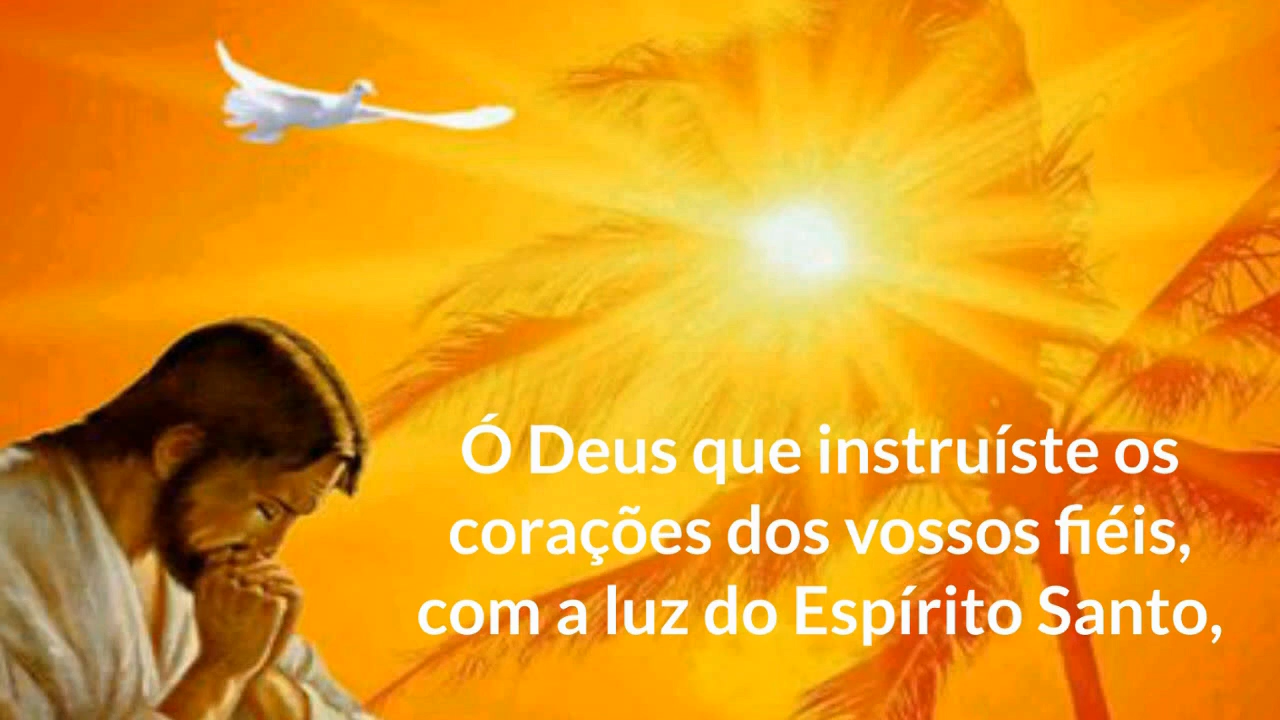 Ó Deus que instruíste os
corações dos vossos fiéis,
com a luz do Espírito Santo,